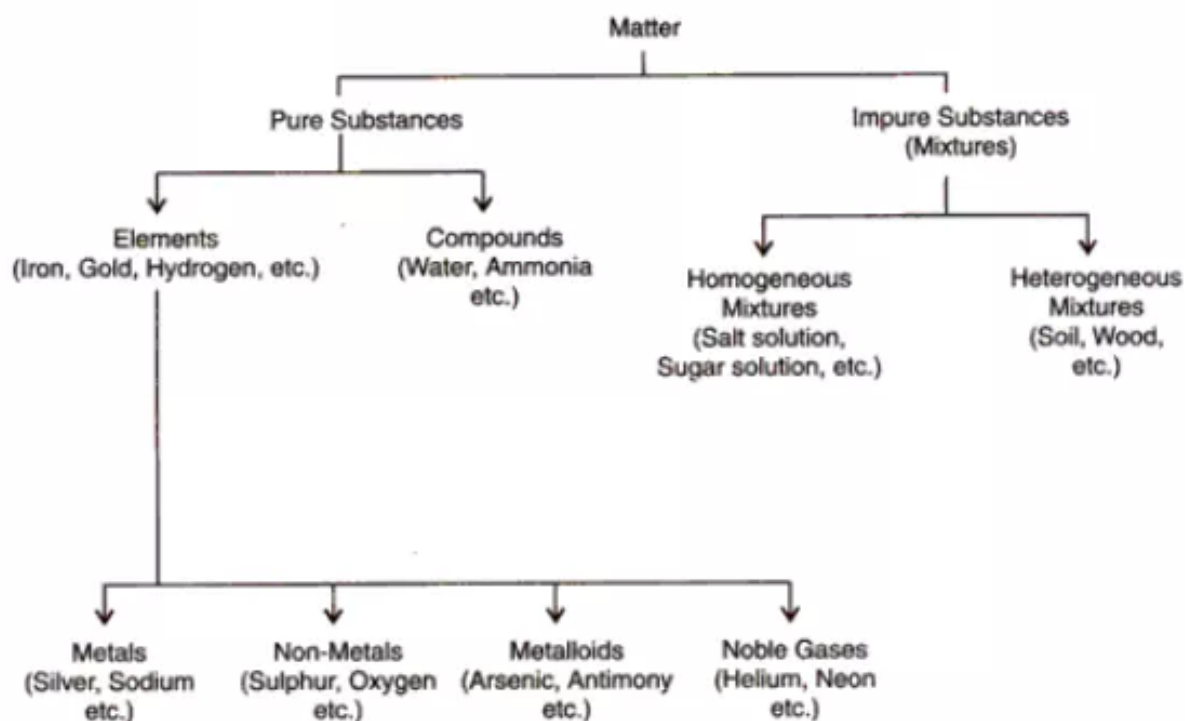 Matter
Pure Substances
Impure Substances
(Mixtures)
Elements
(Iron, Gold, Hydrogen, etc.)
Compounds
(Water, Ammonia
etc.)
Homogeneous
Mixtures
(Salt solution,
Sugar solution, etc.)
Heterogeneous
Mixtures
(Soil, Wood,
etc.)
Metals
(Silver, Sodium
etc.)
Non-Metals
(Sulphur, Oxygen
etc.)
Metalloids
(Arsenic, Antimony
etc.)
Noble Gases
(Helium, Neon
etc.)